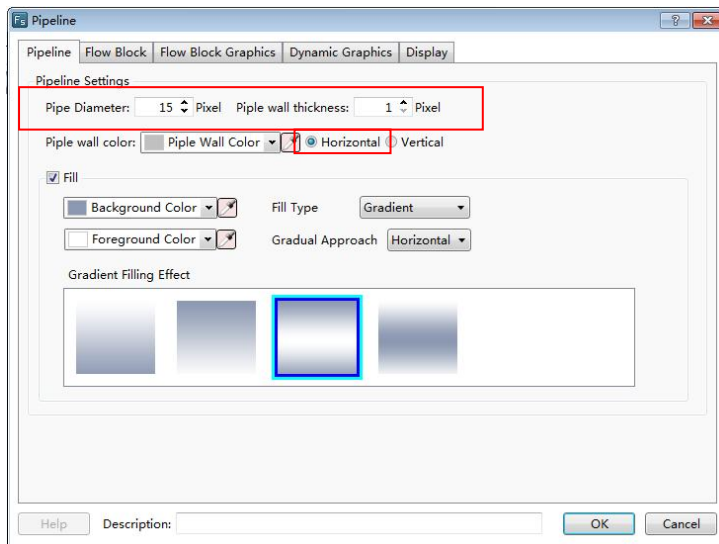 Fs Pipeline
Pipeline Flow Block Flow Block Graphics Dynamic Graphics Display
Pipeline Settings
Pipe Diameter: 15 Pixel Piple wall thickness: 1 Pixel
Piple wall color: Piple Wall Color Horizontal Vertical
Fill
Background Color Fill Type Gradient
Foreground Color Gradual Approach Horizontal
Gradient Filling Effect
Help Description: OK Cancel